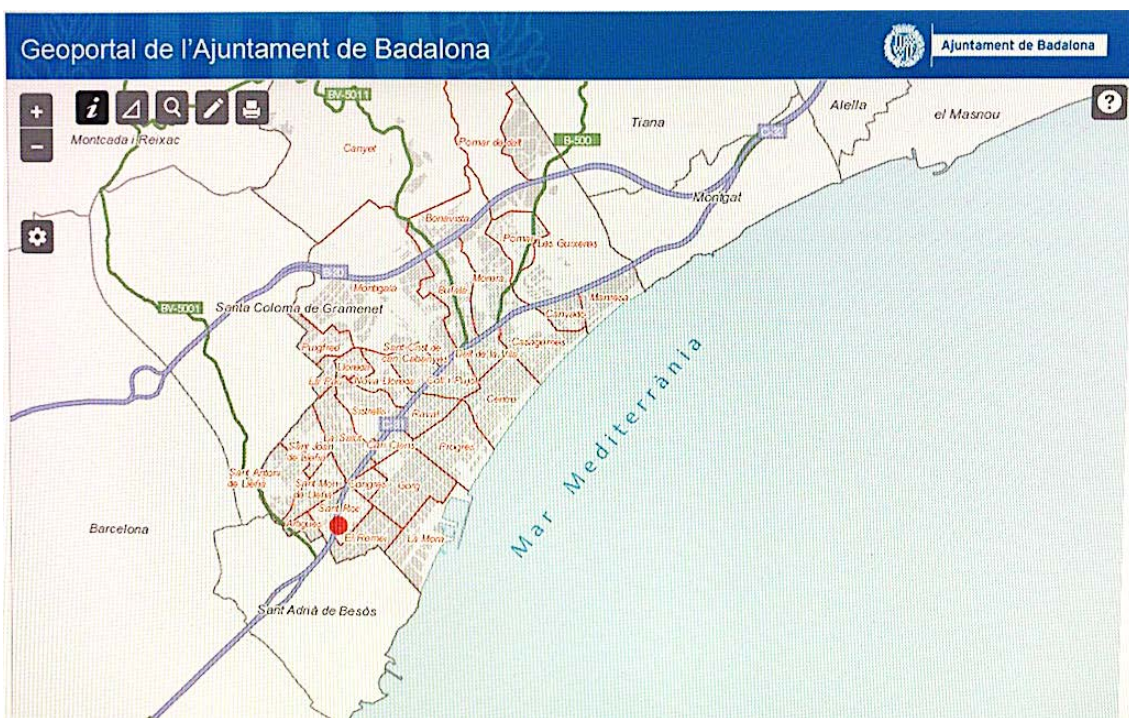 Geoportal de l'Ajuntament de Badalona
Ajuntament de Badalona
+
−
i
?
BV-5011
Montcada i Reixac
Canyet
Pomar de dalt
B-500
Tiana
Alella
el Masnou
C-32
Montgat
Bonavista
Pomar
Les Guixeres
B-20
Montigalà
Bufalà
Morera
Manresà
BV-5001
Santa Coloma de Gramenet
Canyadó
Puigfred
Sant Crist de can Cabanyes
Dalt de la Vila
Casagemes
Lloreda
La Pau
Nova Lloreda
Coll i Pujol
Centre
Sistrells
Raval
La Salut
Can Claris
Progrés
Sant Joan
de Llefià
Sant Antoni
de Llefià
Sant Mori
de Llefià
Congrés
Gorg
Sant Roc
Artigues
El Remei
La Mora
Barcelona
Sant Adrià de Besòs
Mar Mediterrània